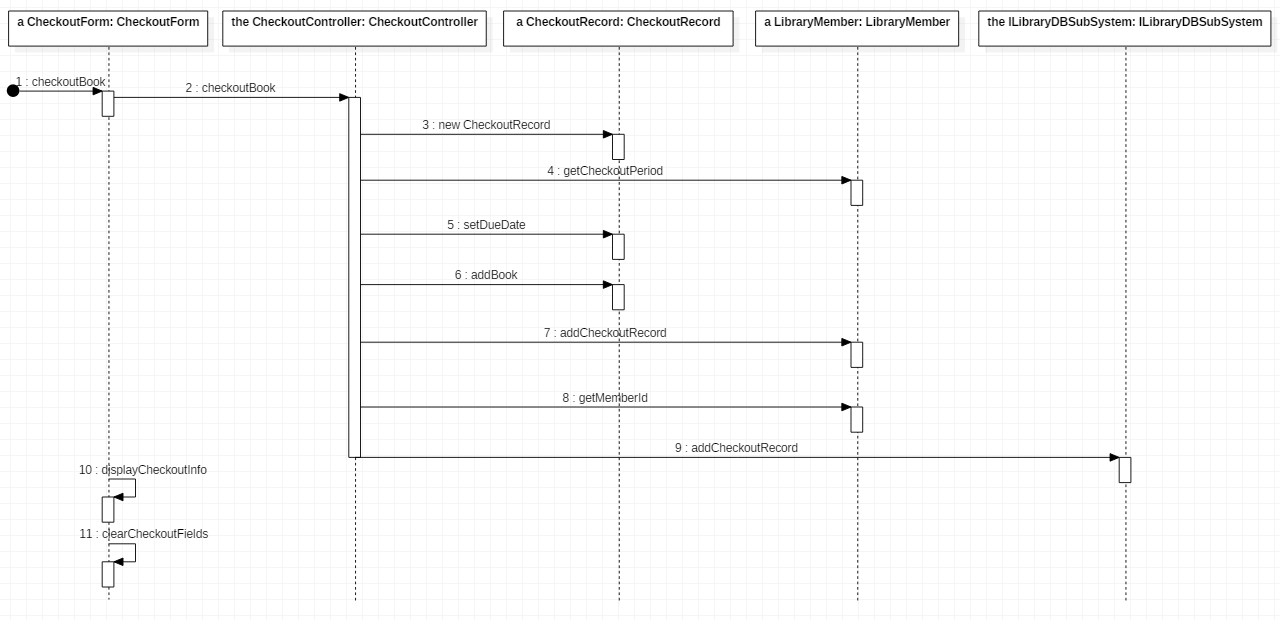 a CheckoutForm: CheckoutForm
the CheckoutController: CheckoutController
a CheckoutRecord: CheckoutRecord
a LibraryMember: LibraryMember
the ILibraryDBSubSystem: ILibraryDBSubSystem
1 : checkoutBook
2 : checkoutBook
3 : new CheckoutRecord
4 : getCheckoutPeriod
5 : setDueDate
6 : addBook
7 : addCheckoutRecord
8 : getMemberId
9 : addCheckoutRecord
10 : displayCheckoutInfo
11 : clearCheckoutFields